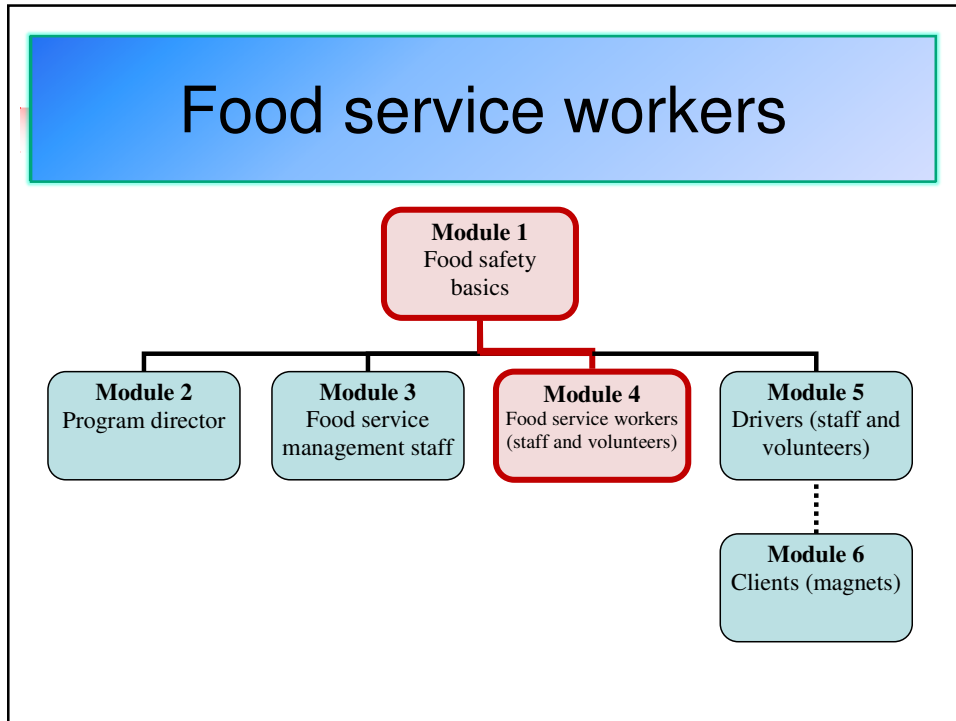 Food service workers
Module 1
Food safety
basics
Module 2
Program director
Module 3
Food service
management staff
Module 4
Food service workers
(staff and volunteers)
Module 5
Drivers (staff and
volunteers)
Module 6
Clients (magnets)